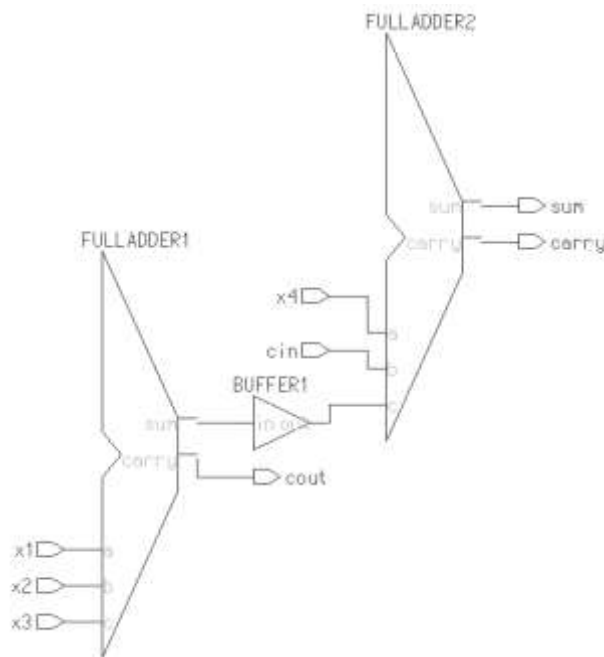 FULLADDER2
sum
sum
carry
carry
FULLADDER1
x4
a
cin
b
BUFFER1
c
sum
in
carry
cout
x1
a
x2
b
x3